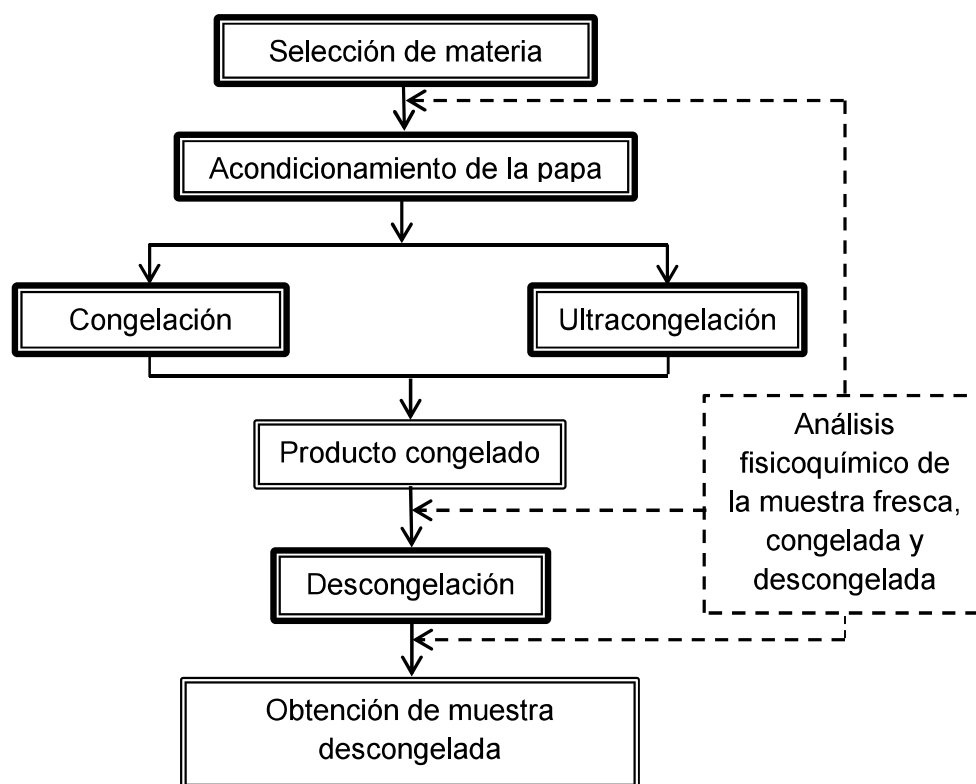 Selección de materia
Acondicionamiento de la papa
Congelación
Ultracongelación
Producto congelado
Análisis
fisicoquímico de
la muestra fresca,
congelada y
descongelada
Descongelación
Obtención de muestra
descongelada